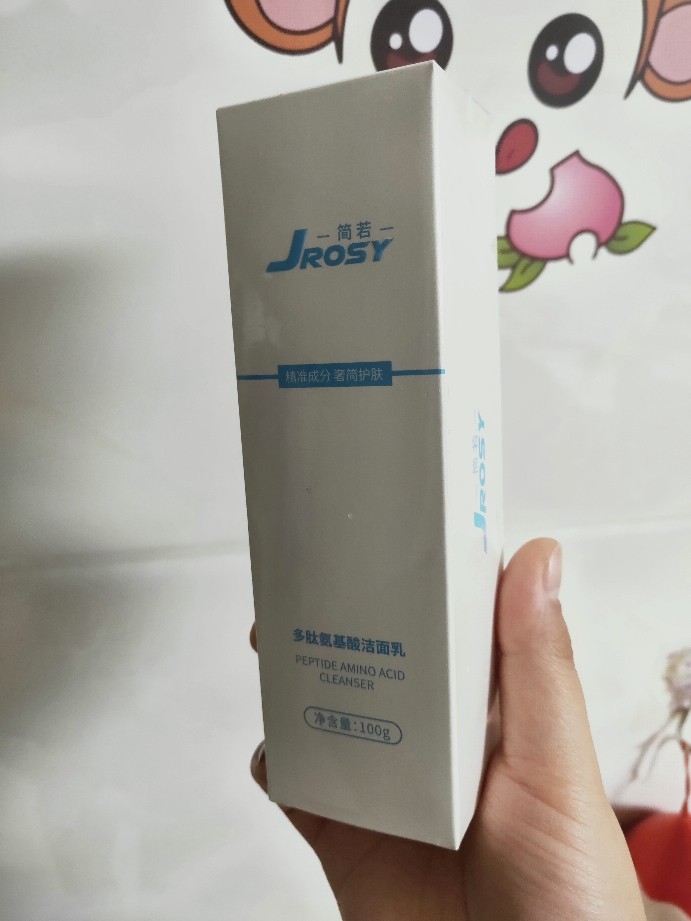 简若
JROSY
精准成分 奢简护肤
多肽氨基酸洁面乳
PEPTIDE AMINO ACID
CLEANSER
净含量:100g
JROSY